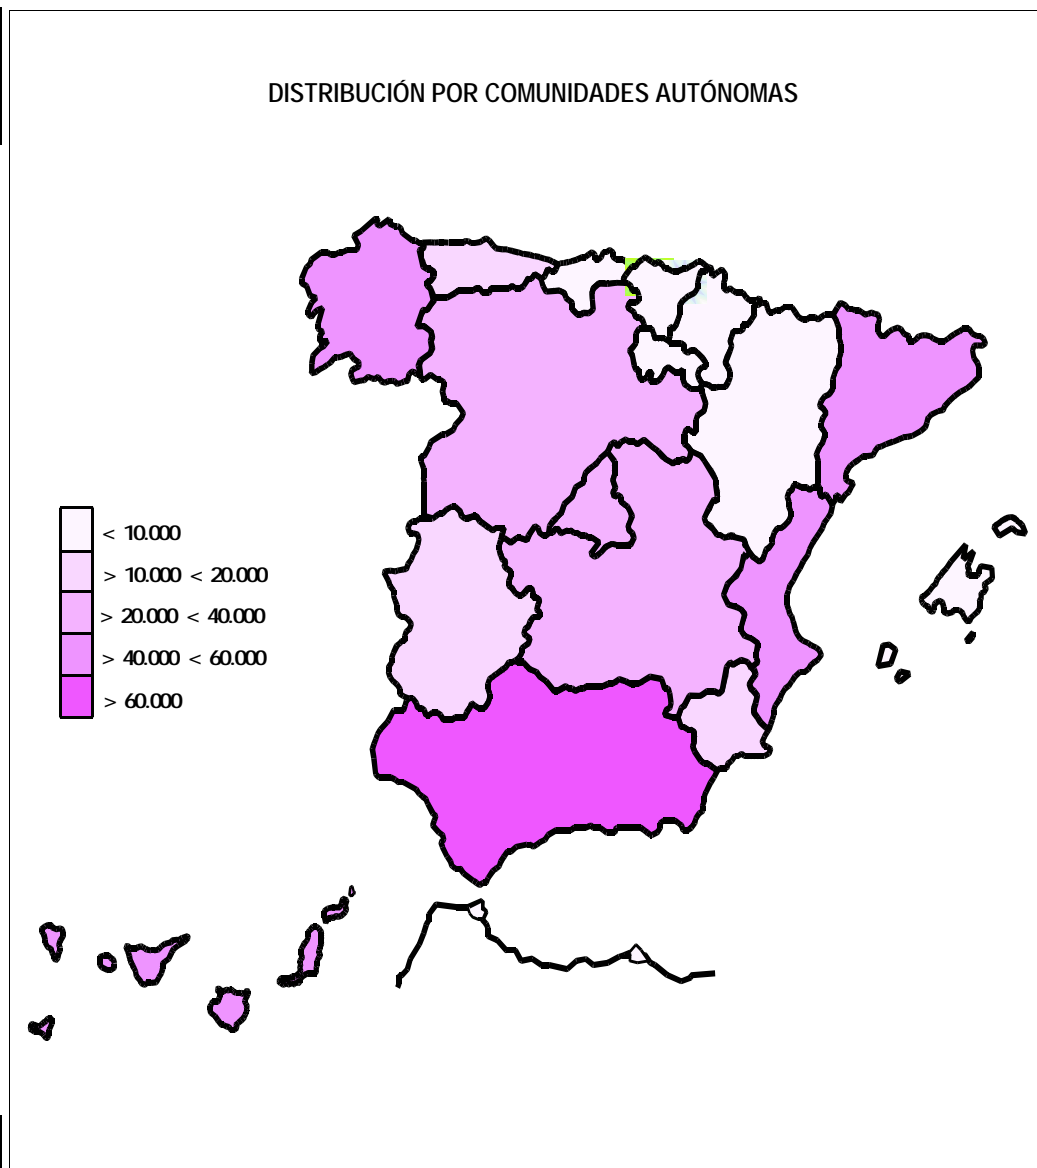 DISTRIBUCIÓN POR COMUNIDADES AUTÓNOMAS
< 10.000
> 10.000 < 20.000
> 20.000 < 40.000
> 40.000 < 60.000
> 60.000